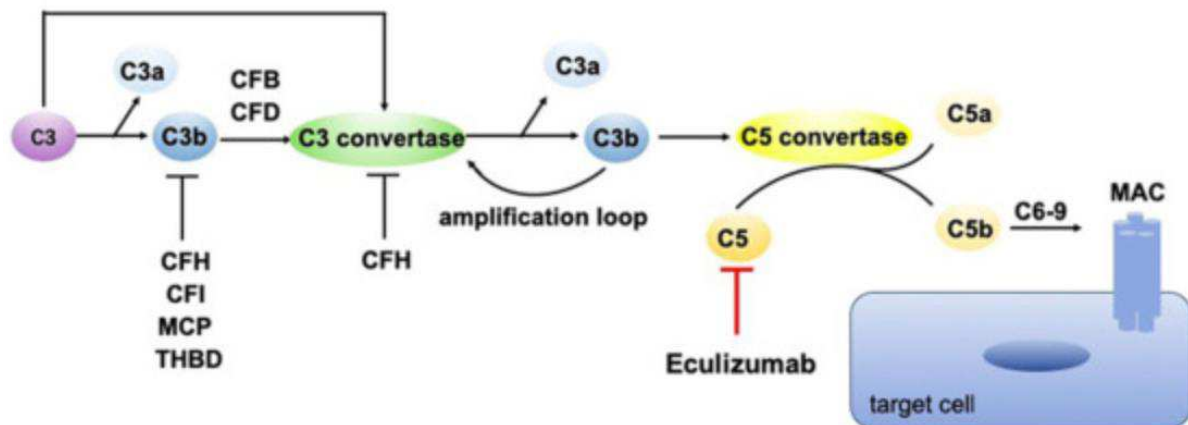 C3a
CFB
CFD
C3
C3b
C3 convertase
C3a
C3b
amplification loop
CFH
CFI
MCP
THBD
CFH
C5 convertase
C5a
C5
C5b
C6-9
MAC
Eculizumab
target cell